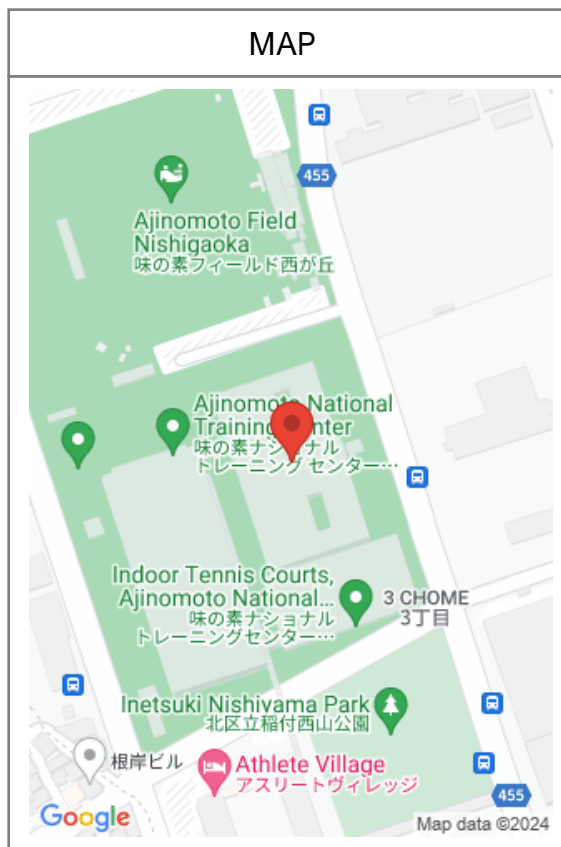 MAP
455
Ajinomoto Field
Nishigaoka
味の素フィールド西が丘
Ajinomoto National
Training Center
味の素ナショナル
トレーニング センター…
Indoor Tennis Courts,
Ajinomoto National...
味の素ナショナル
トレーニングセンター…
3 CHOME
3丁目
Inetsuki Nishiyama Park
北区立稲付西山公園
根岸ビル
Athlete Village
アスリートヴィレッジ
455
Google
Map data ©2024